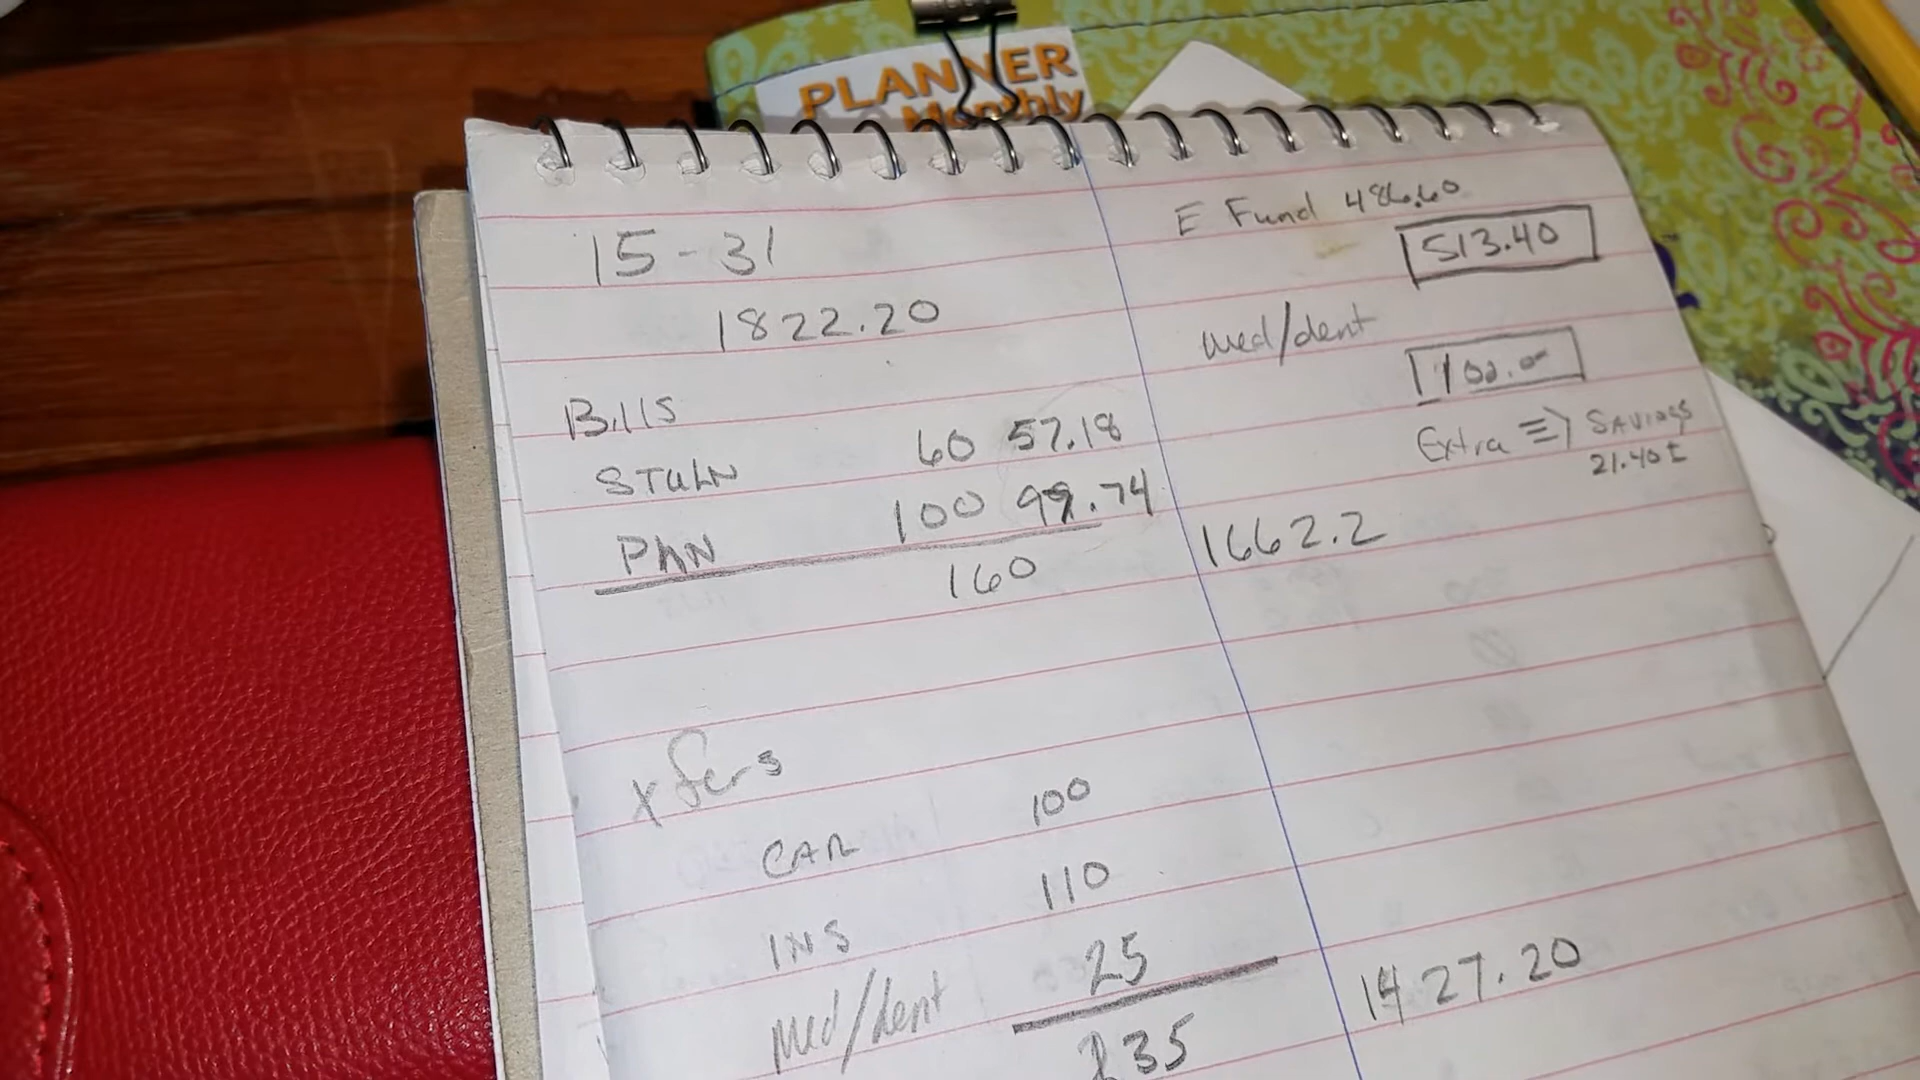 PLANNER
Monthly
15-31
1822.20
E Fund 486.60
513.40
med/dent
100.00
Extra => SAVINGS
21.40±
Bills
STULN 60 57.18
PAN 100 99.74
160
1662.2
xfers
CAR 100
INS 110
med/dent 25
235
1427.20